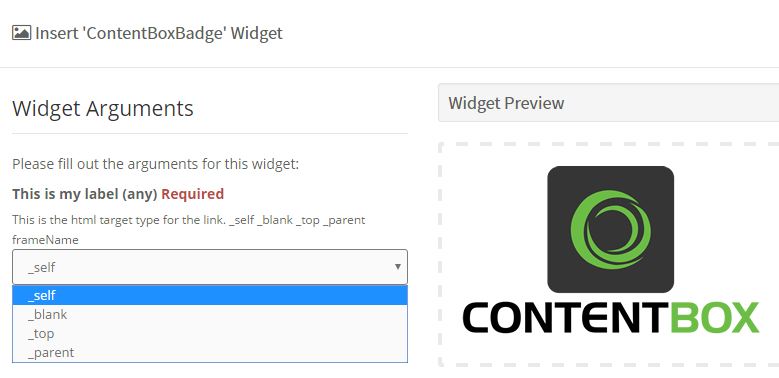 Insert 'ContentBoxBadge' Widget
Widget Arguments
Please fill out the arguments for this widget:
This is my label (any) Required
This is the html target type for the link. _self _blank _top _parent
frameName
_self
_self
_blank
_top
_parent
Widget Preview
CONTENTBOX